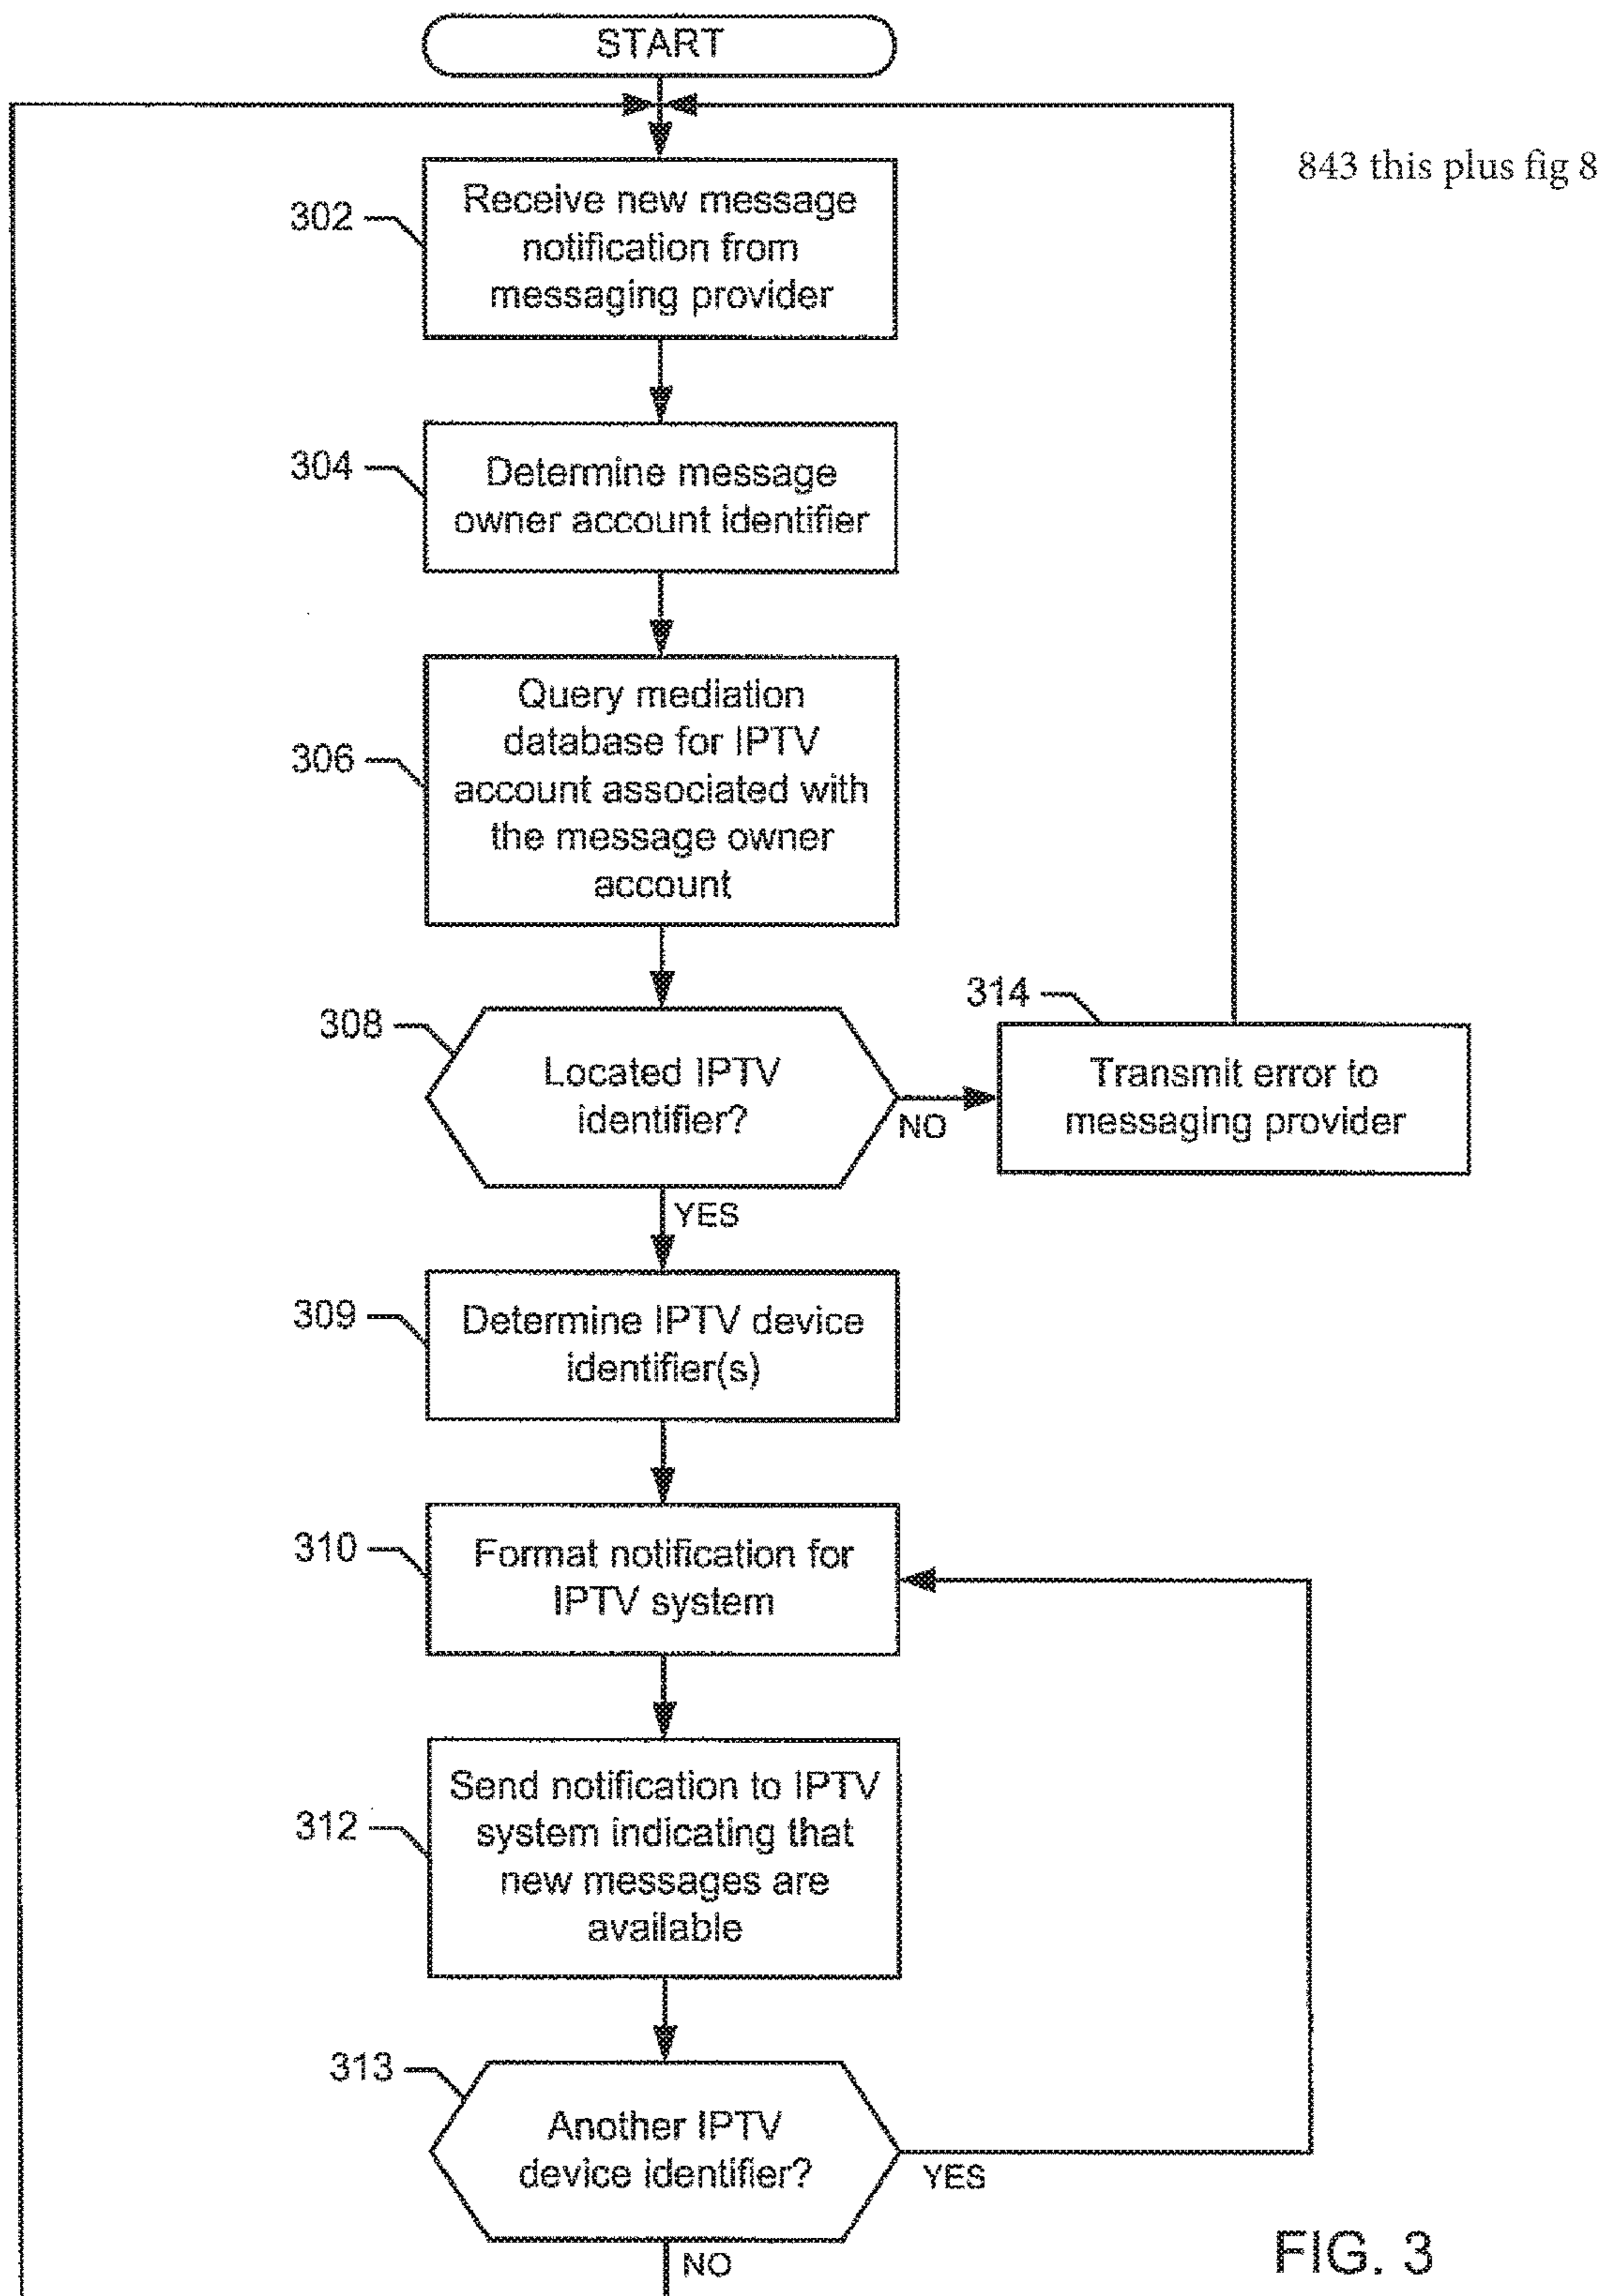 START
843 this plus fig 8
302
Receive new message
notification from
messaging provider
304
Determine message
owner account identifier
306
Query mediation
database for IPTV
account associated with
the message owner
account
308
Located IPTV
identifier?
NO
314
Transmit error to
messaging provider
YES
309
Determine IPTV device
identifier(s)
310
Format notification for
IPTV system
312
Send notification to IPTV
system indicating that
new messages are
available
313
Another IPTV
device identifier?
YES
NO
FIG. 3